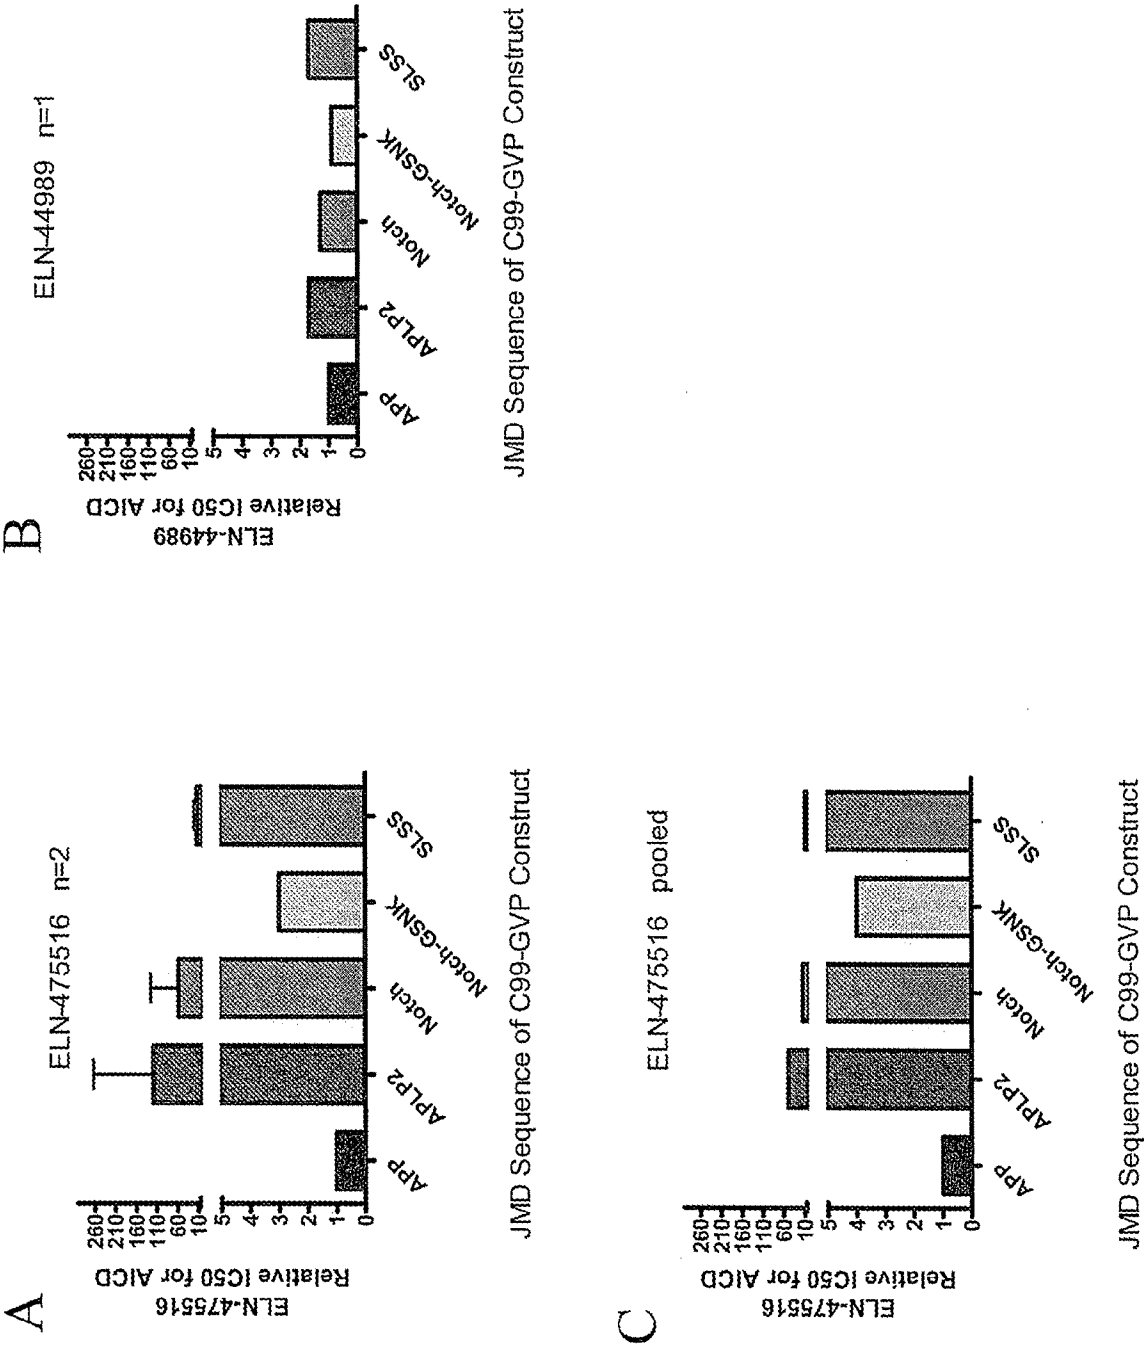 A
ELN-475516 n=2
ELN-475516
Relative IC50 for AICD
260
210
160
110
60
10
5
4
3
2
1
0
APP
APLP2
Notch
Notch-GSNK
SLSS
JMD Sequence of C99-GVP Construct
B
ELN-44989 n=1
ELN-44989
Relative IC50 for AICD
260
210
160
110
60
10
5
4
3
2
1
0
APP
APLP2
Notch
Notch-GSNK
SLSS
JMD Sequence of C99-GVP Construct
C
ELN-475516 pooled
ELN-475516
Relative IC50 for AICD
260
210
160
110
60
10
5
4
3
2
1
0
APP
APLP2
Notch
Notch-GSNK
SLSS
JMD Sequence of C99-GVP Construct